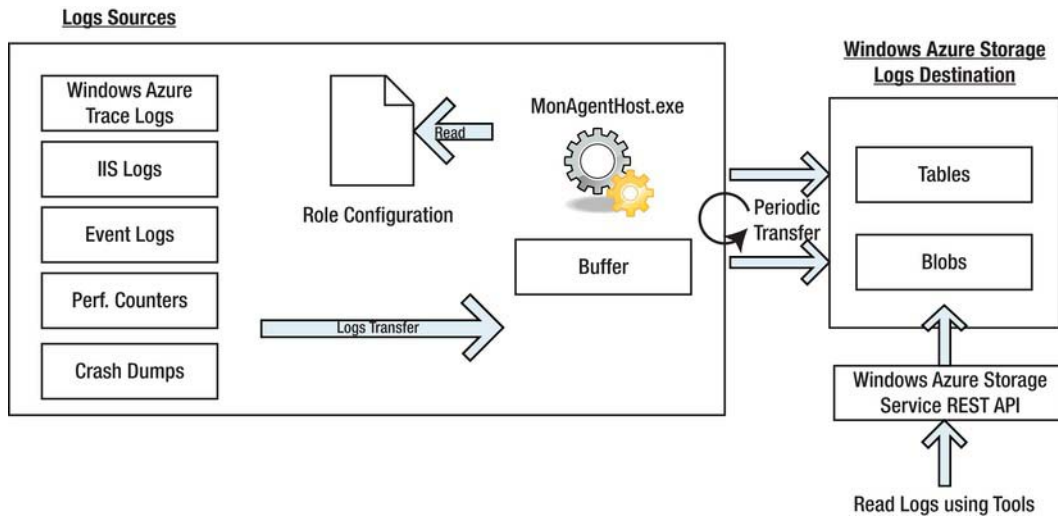 Logs Sources
Windows Azure
Trace Logs
IIS Logs
Event Logs
Perf. Counters
Crash Dumps
Read
Role Configuration
MonAgentHost.exe
Buffer
Logs Transfer
Periodic
Transfer
Windows Azure Storage
Logs Destination
Tables
Blobs
Windows Azure Storage
Service REST API
Read Logs using Tools